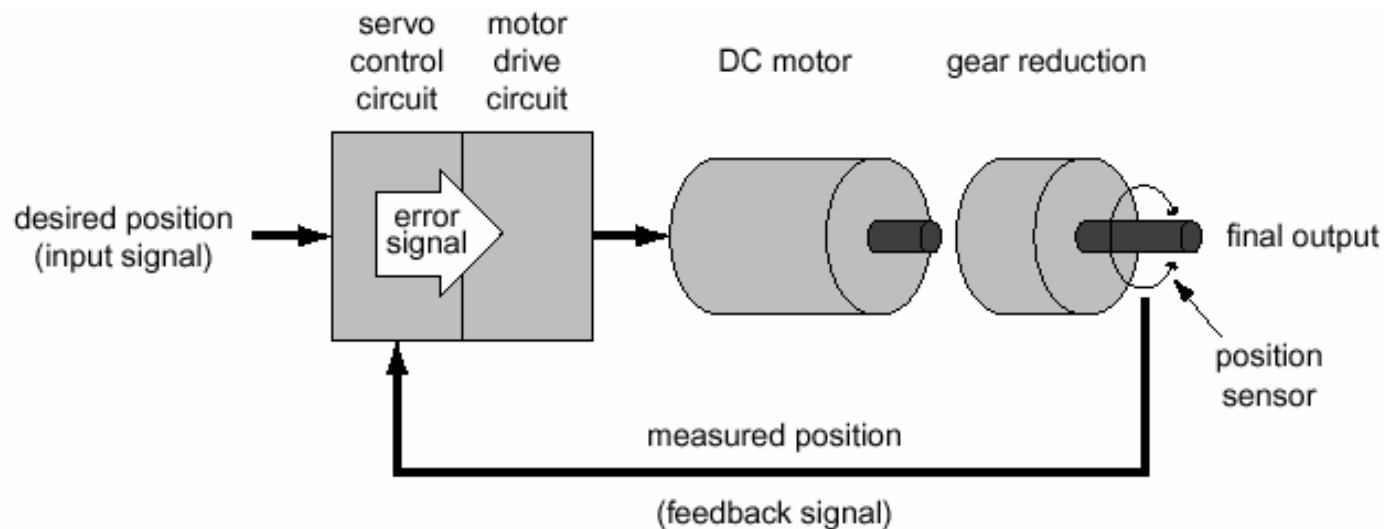 servo
control
circuit
motor
drive
circuit
DC motor
gear reduction
desired position
(input signal)
error
signal
final output
position
sensor
measured position
(feedback signal)